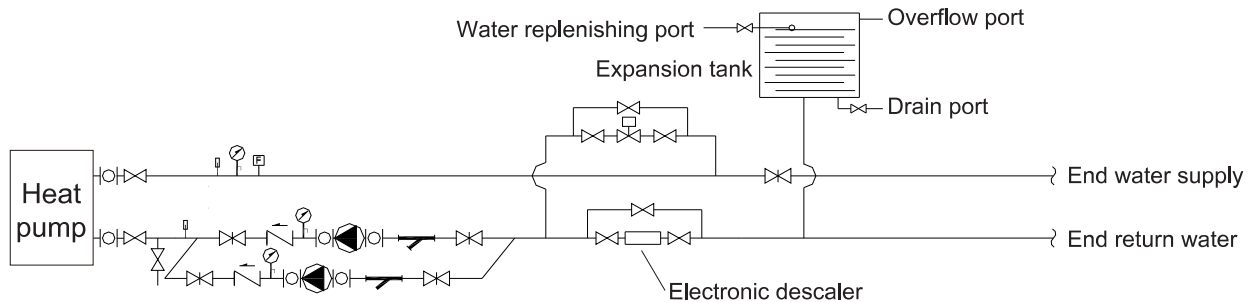 Water replenishing port
Overflow port
Expansion tank
Drain port
F
Heat
pump
End water supply
End return water
Electronic descaler